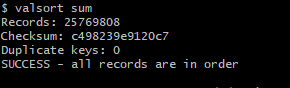 $ valsort sum
Records: 25769808
Checksum: c498239e9120c7
Duplicate keys: 0
SUCCESS - all records are in order